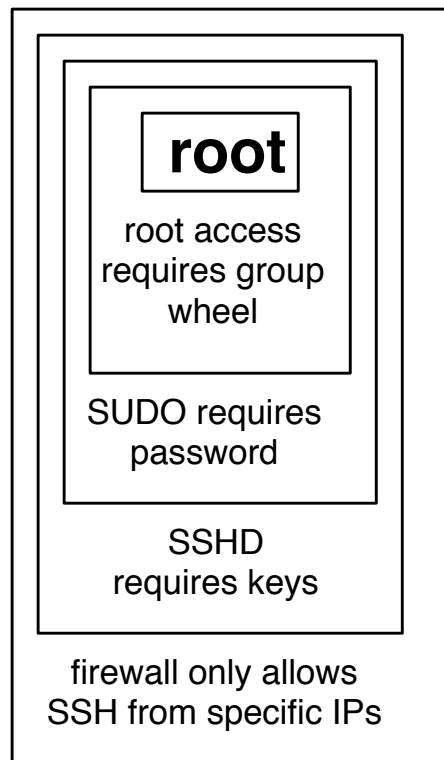 root
root access
requires group
wheel
SUDO requires
password
SSHD
requires keys
firewall only allows
SSH from specific IPs